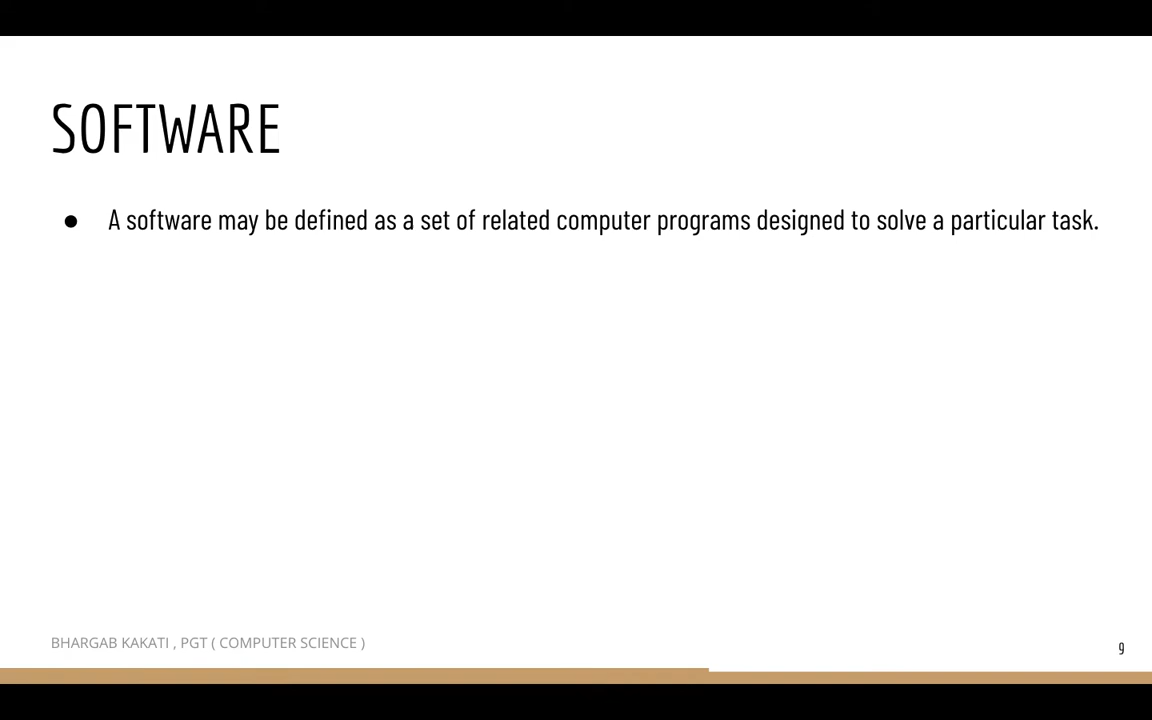 SOFTWARE
● A software may be defined as a set of related computer programs designed to solve a particular task.
BHARGAB KAKATI , PGT ( COMPUTER SCIENCE )
9